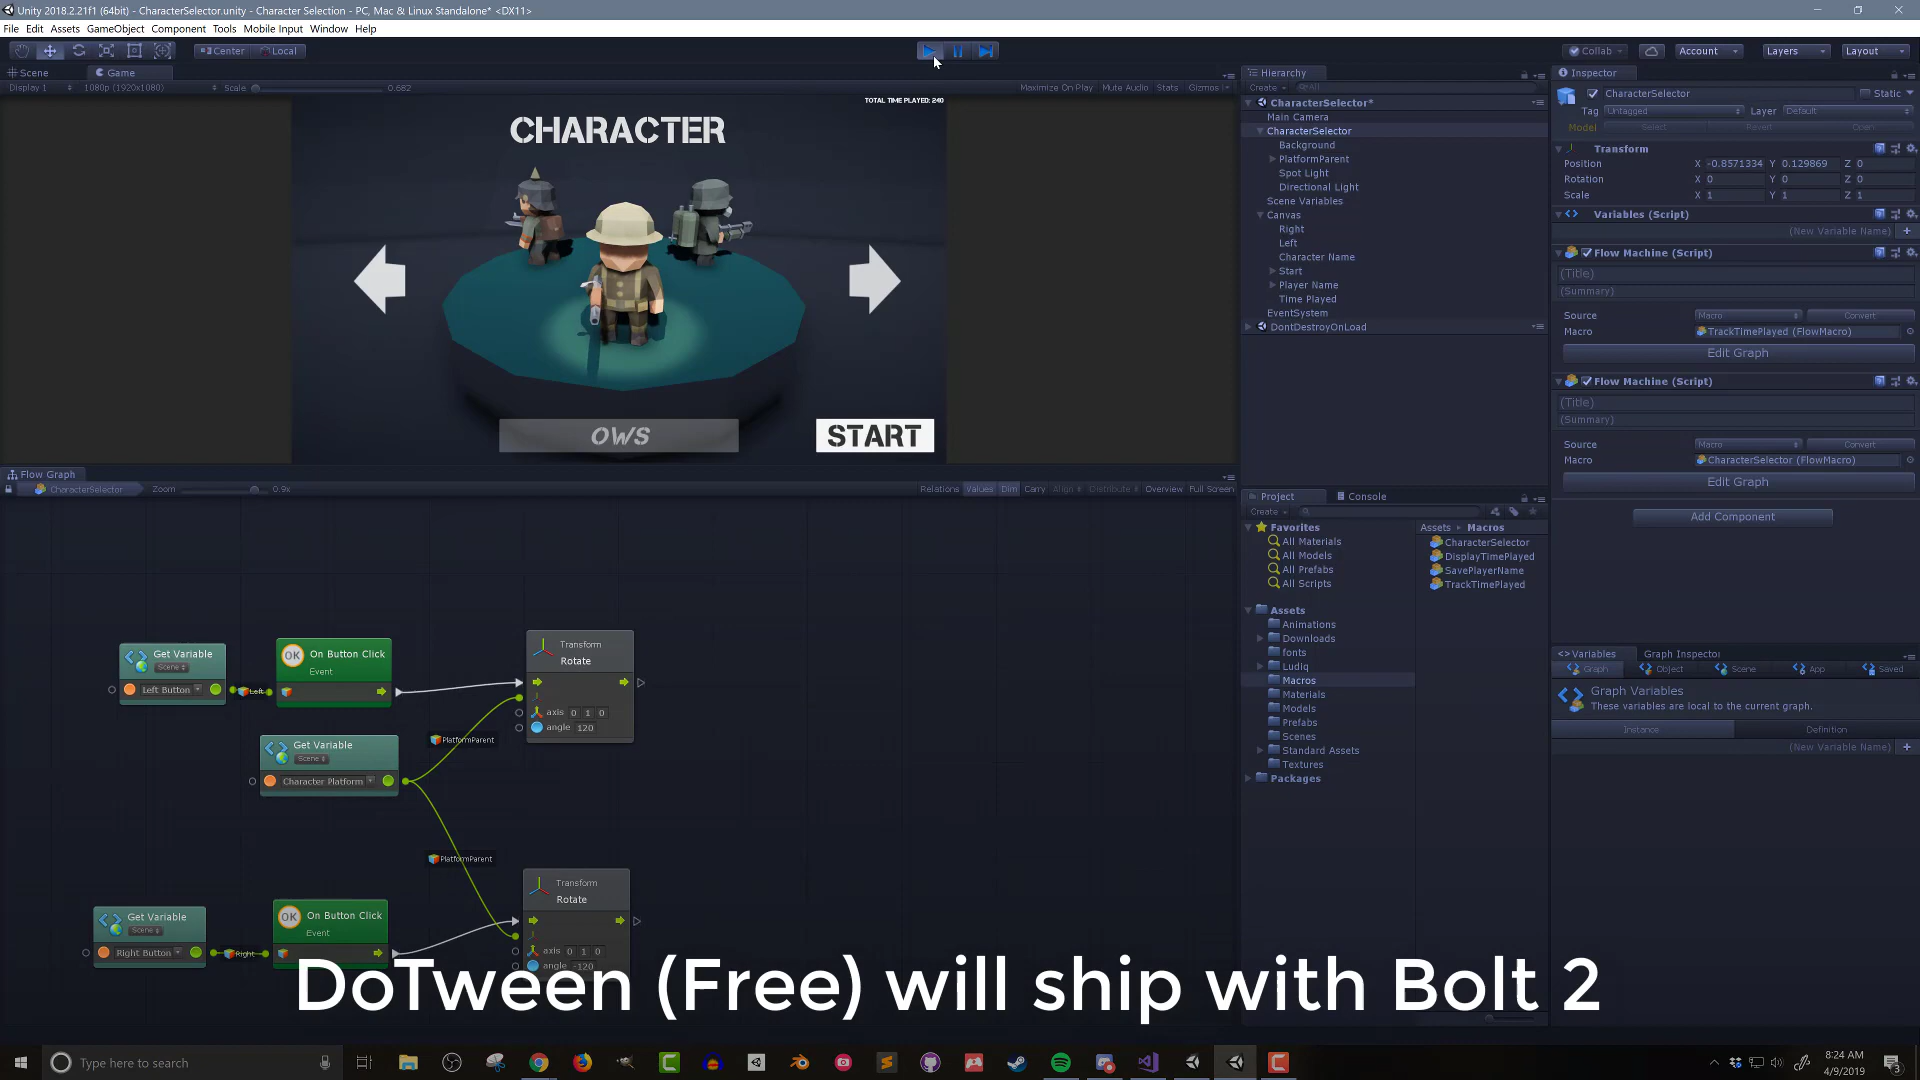 Unity 2018.2.21f1 (64bit) - CharacterSelector.unity - Character Selection - PC, Mac & Linux Standalone* <DX11>
File Edit Assets GameObject Component Tools Mobile Input Window Help
Center Local
Collab Account Layers Layout
Scene Game
Display 1 1080p (1920x1080) Scale 0.682 Maximize On Play Mute Audio Stats Gizmos
TOTAL TIME PLAYED: 240
CHARACTER
OWS
START
Flow Graph
CharacterSelector Zoom 0.9x Relations Values Dim Carry Align Distribute Overview Full Screen
Get Variable
Scene
Left Button
Left
On Button Click
Event
Transform
Rotate
axis 0 1 0
angle 120
PlatformParent
Get Variable
Scene
Character Platform
PlatformParent
Get Variable
Scene
Right Button
Right
On Button Click
Event
Transform
Rotate
axis 0 1 0
angle -120
DoTween (Free) will ship with Bolt 2
Hierarchy
Create All
CharacterSelector*
Main Camera
CharacterSelector
Background
PlatformParent
Spot Light
Directional Light
Scene Variables
Canvas
Right
Left
Character Name
Start
Player Name
Time Played
EventSystem
DontDestroyOnLoad
Project Console
Create
Favorites
All Materials
All Models
All Prefabs
All Scripts
Assets
Animations
Downloads
fonts
Ludiq
Macros
Materials
Models
Prefabs
Scenes
Standard Assets
Textures
Packages
Assets Macros
CharacterSelector
DisplayTimePlayed
SavePlayerName
TrackTimePlayed
Inspector
CharacterSelector Static
Tag Untagged Layer Default
Model Select Revert Open
Transform
Position X -0.8571334 Y 0.129869 Z 0
Rotation X 0 Y 0 Z 0
Scale X 1 Y 1 Z 1
Variables (Script)
(New Variable Name)
Flow Machine (Script)
(Title)
(Summary)
Source Macro Convert
Macro TrackTimePlayed (FlowMacro)
Edit Graph
Flow Machine (Script)
(Title)
(Summary)
Source Macro Convert
Macro CharacterSelector (FlowMacro)
Edit Graph
Add Component
Variables Graph Inspector
Graph Object Scene App Saved
Graph Variables
These variables are local to the current graph.
Instance Definition
(New Variable Name)
Type here to search
8:24 AM
4/9/2019
3